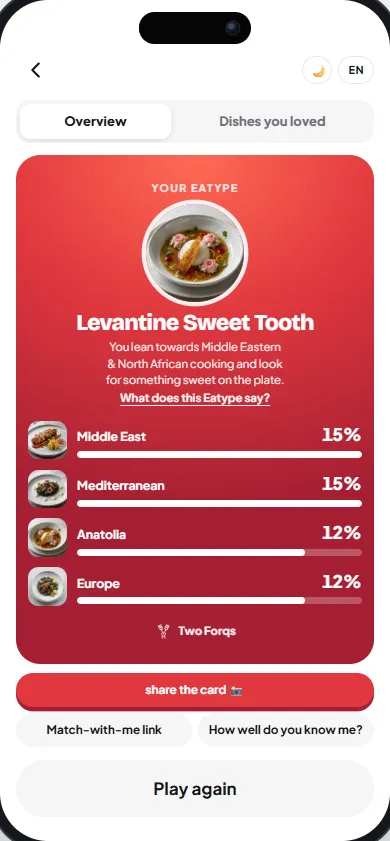 EN
Overview
Dishes you loved
YOUR EATYPE
Levantine Sweet Tooth
You lean towards Middle Eastern
& North African cooking and look
for something sweet on the plate.
What does this Eatype say?
Middle East 15%
Mediterranean 15%
Anatolia 12%
Europe 12%
Two Forqs
share the card
Match-with-me link
How well do you know me?
Play again